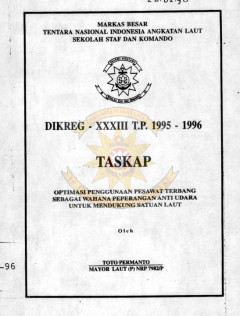 MARKAS BESAR
TENTARA NASIONAL INDONESIA ANGKATAN LAUT
SEKOLAH STAF DAN KOMANDO
DIKREG - XXXIII T.P. 1995 - 1996
TASKAP
OPTIMASI PENGGUNAAN PESAWAT TERBANG
SEBAGAI WAHANA PEPERANGAN ANTI UDARA
UNTUK MENDUKUNG SATUAN LAUT
Oleh
-96
TOTO PERMANTO
MAYOR LAUT (P) NRP 7982/P